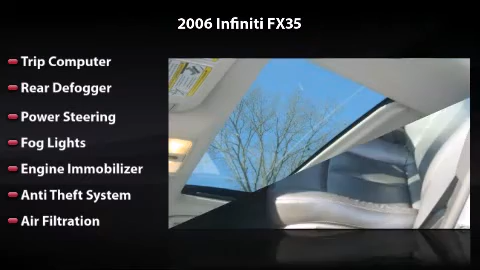 2006 Infiniti FX35
Trip Computer
Rear Defogger
Power Steering
Fog Lights
Engine Immobilizer
Anti Theft System
Air Filtration